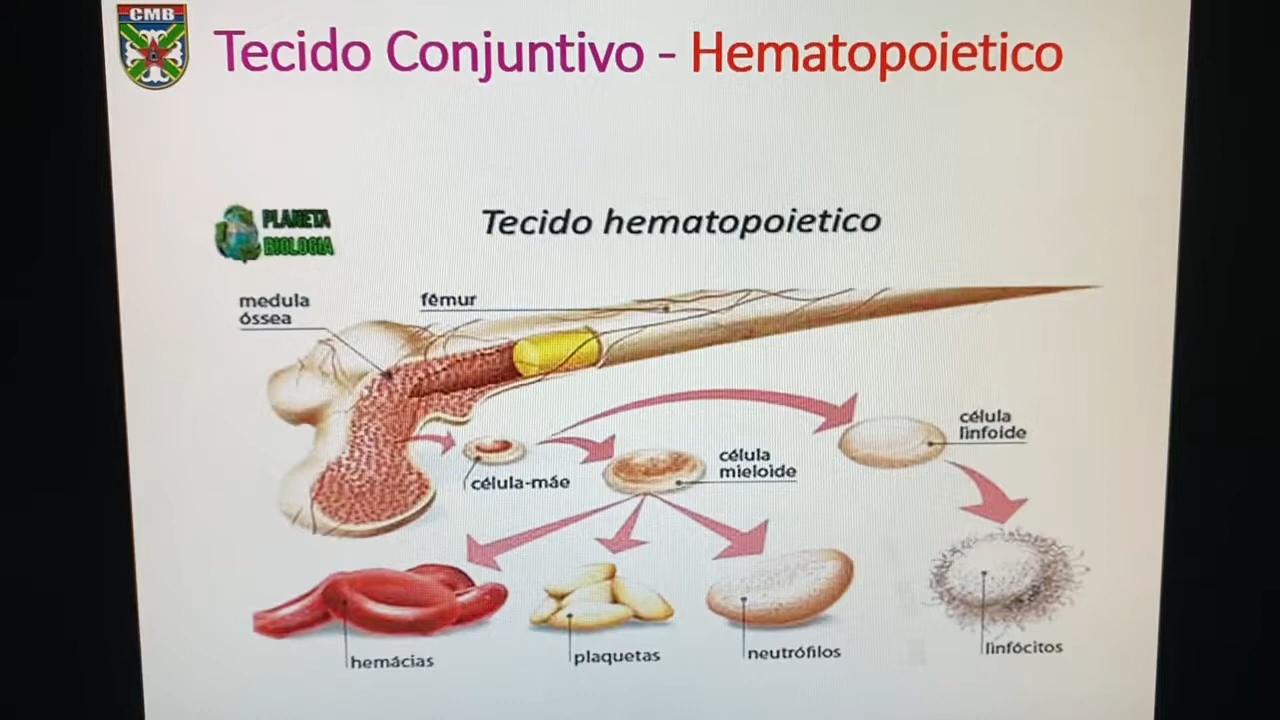 CMB
Tecido Conjuntivo - Hematopoietico
PLANETA
BIOLOGIA
Tecido hematopoietico
medula
óssea
fêmur
célula
linfoide
célula
mieloide
célula-mãe
hemácias
plaquetas
neutrófilos
linfócitos